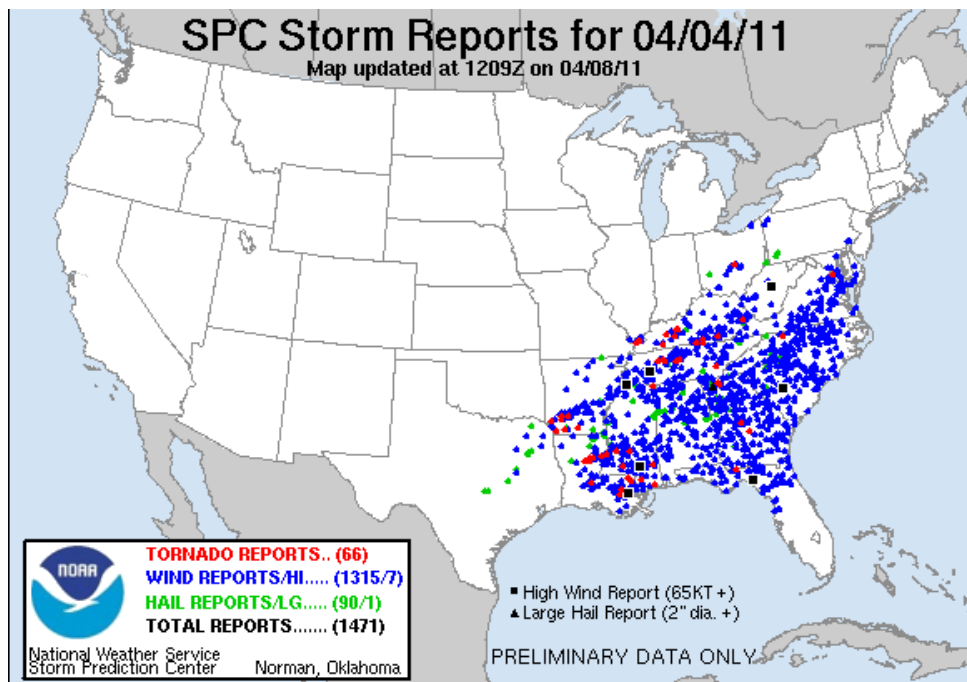 SPC Storm Reports for 04/04/11
Map updated at 1209Z on 04/08/11
NOAA
TORNADO REPORTS.. (66)
WIND REPORTS/HI..... (1315/7)
HAIL REPORTS/LG..... (90/1)
TOTAL REPORTS....... (1471)
National Weather Service
Storm Prediction Center Norman, Oklahoma
High Wind Report (65KT +)
Large Hail Report (2" dia. +)
PRELIMINARY DATA ONLY